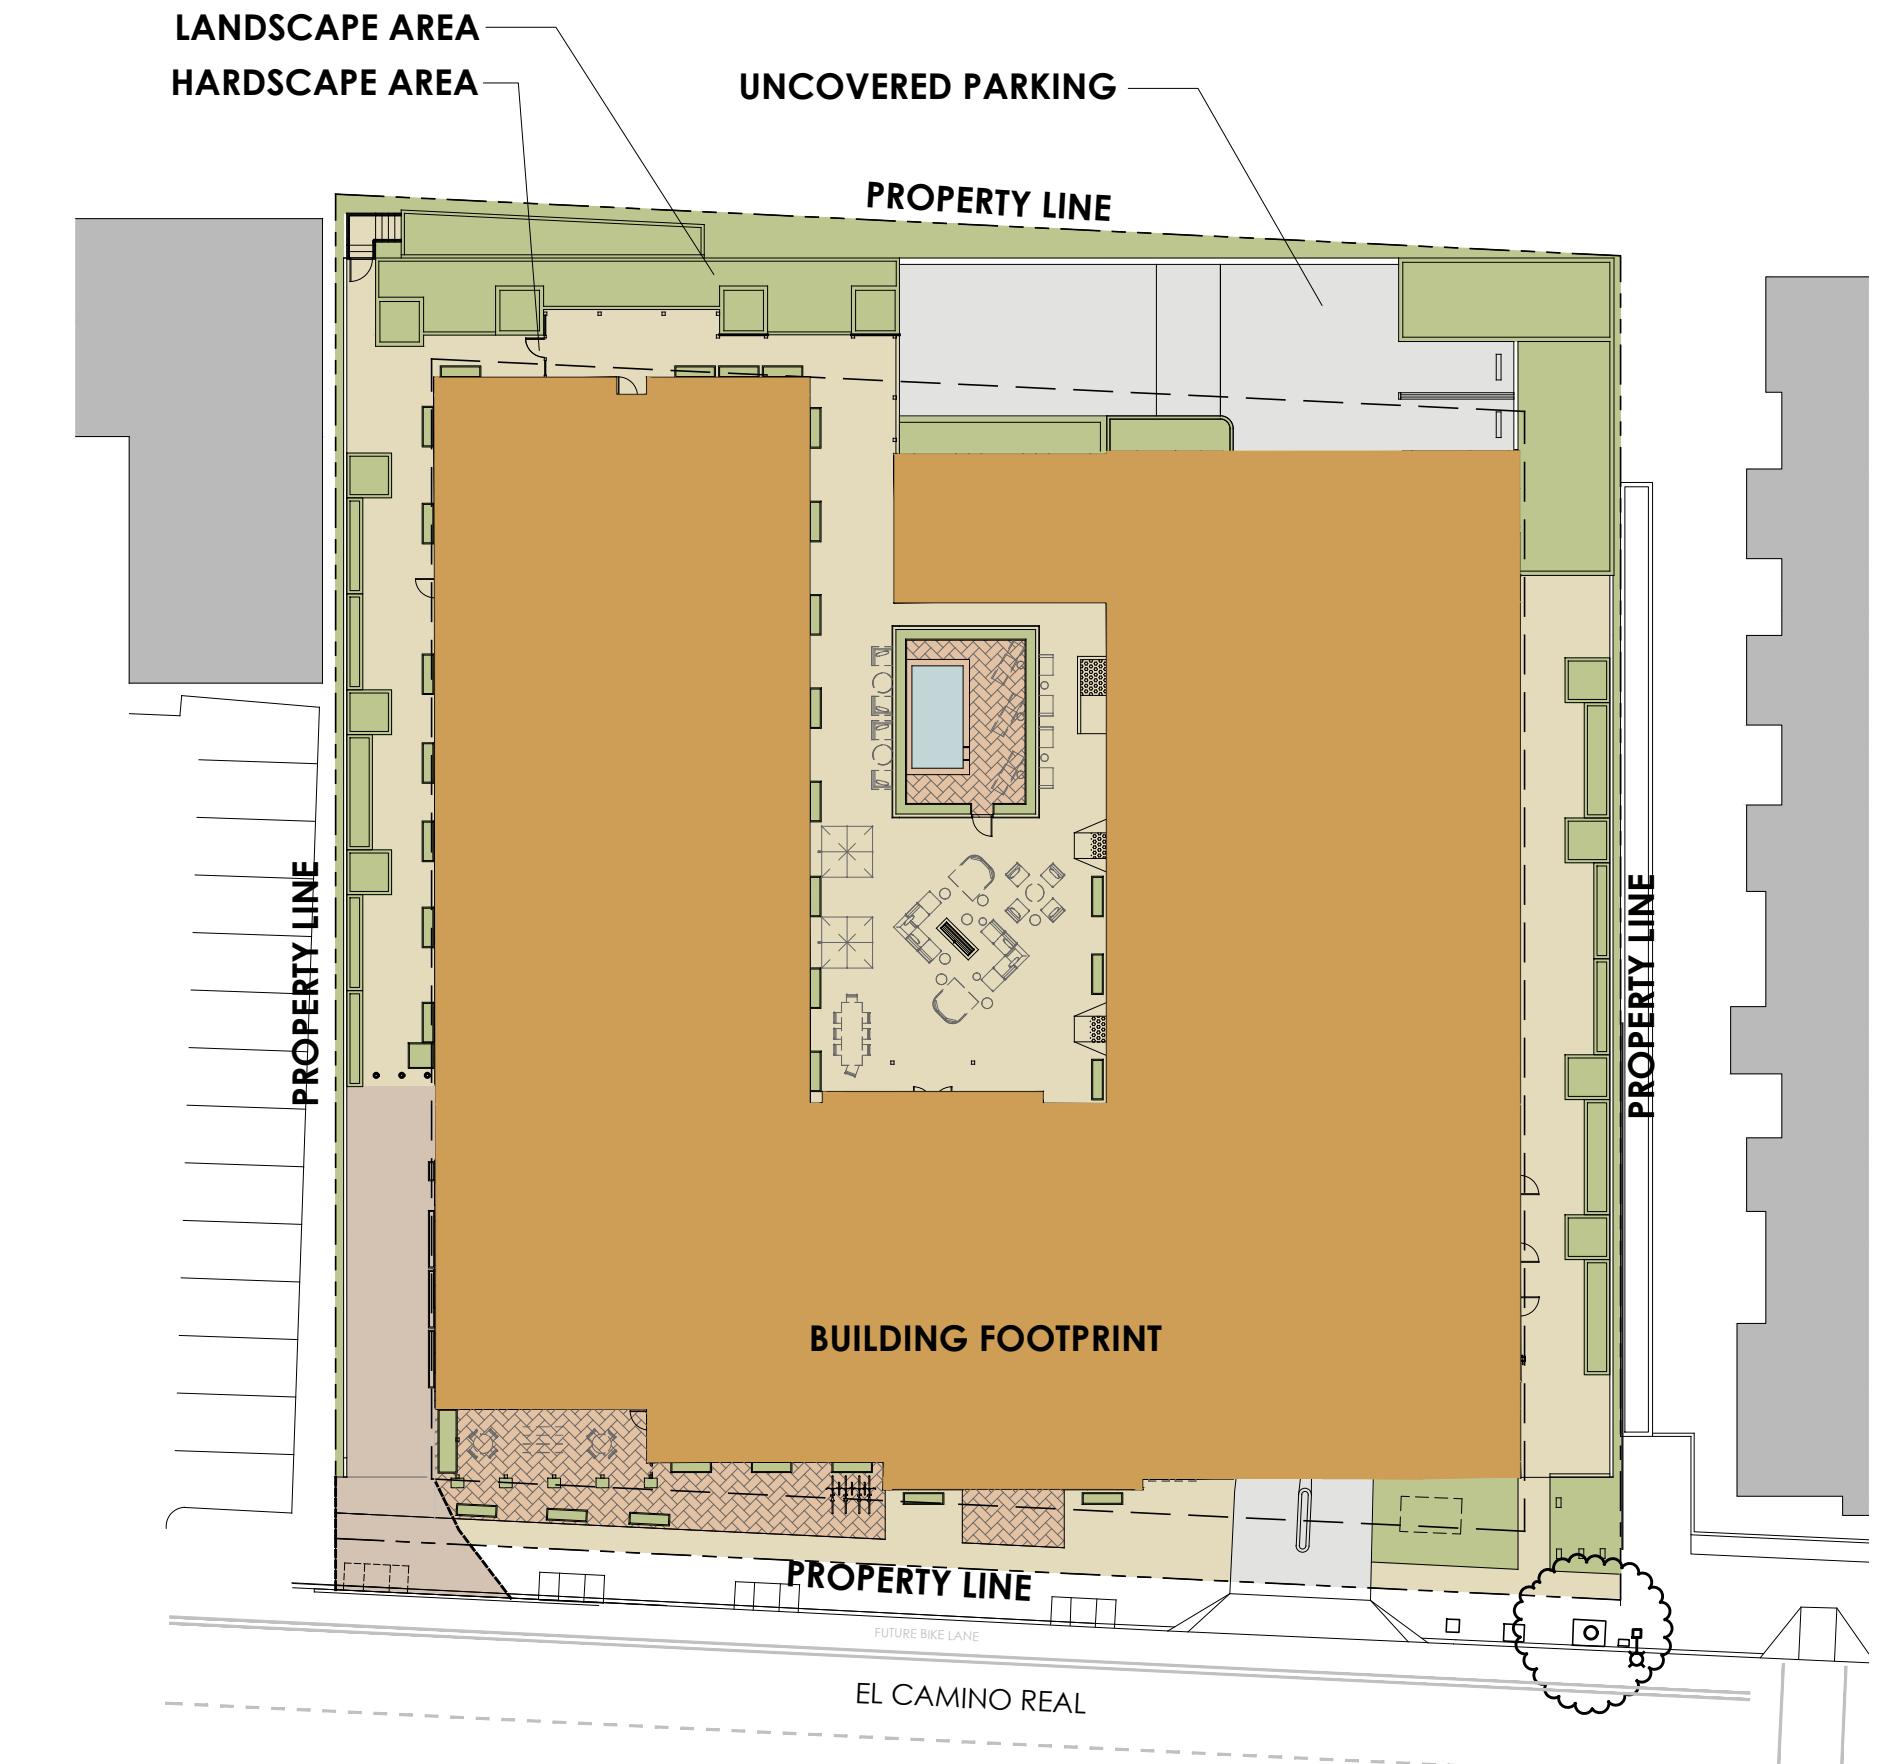 LANDSCAPE AREA
HARDSCAPE AREA
UNCOVERED PARKING
PROPERTY LINE
PROPERTY LINE
PROPERTY LINE
BUILDING FOOTPRINT
PROPERTY LINE
FUTURE BIKE LANE
EL CAMINO REAL